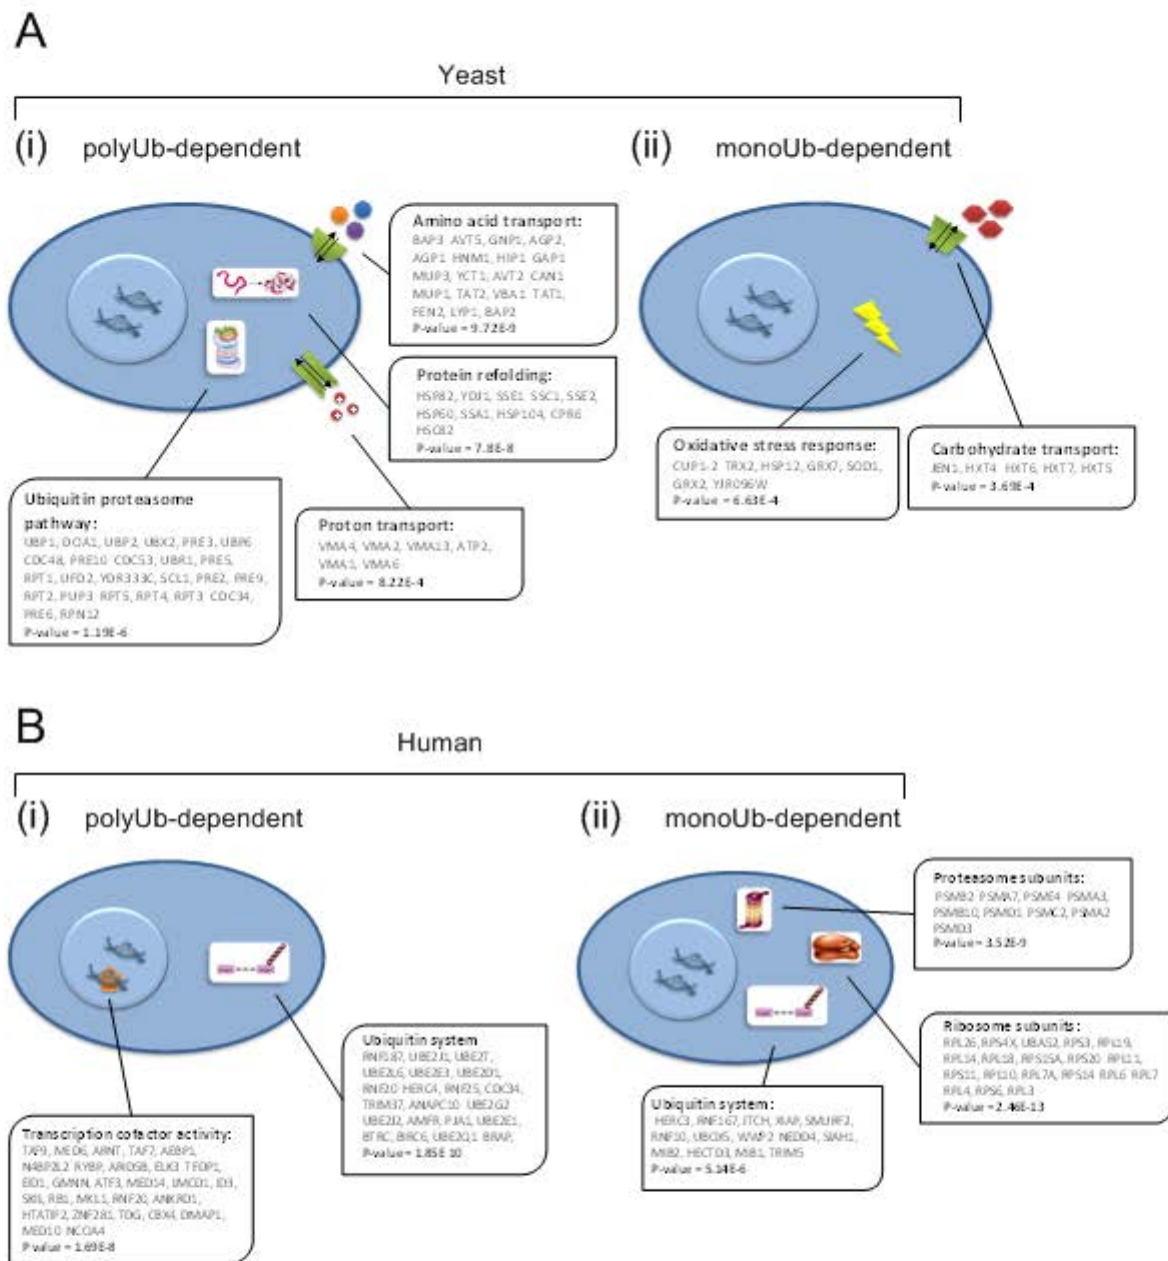 A
Yeast
(i) polyUb-dependent
(ii) monoUb-dependent
Amino acid transport:
BAP3 AVT5, GNP1, AGP2,
AGP1 HNM1, HIP1 GAP1
MUP3, YCT1, AVT2 CAN1
MUP1, TAT2, VBA1 TAT1,
FEN2, LYP1, BAP2
P-value = 9.72E-9
Protein refolding:
HSP82, YDJ1, SSE1 SSC1, SSE2,
HSP60, SSA1, HSP104, CPR6
HSC82
P-value = 7.8E-8
Ubiquitin proteasome
pathway:
UBP1, DOA1, UBP2, UBX2, PRE3, UBP6
CDC48, PRE10 CDC53, UBR1, PRE5,
RPT1, UFD2, YDR333C, SCL1, PRE2, PRE9,
RPT2, PUP3 RPT5, RPT4, RPT3 CDC34,
PRE6, RPN12
P-value = 1.19E-6
Proton transport:
VMA4, VMA2, VMA13, ATP2,
VMA1, VMA6
P-value = 8.22E-4
Oxidative stress response:
CUP1-2 TRX2, HSP12, GRX7, SOD1,
GRX2, YJR096W
P-value = 6.63E-4
Carbohydrate transport:
JEN1, HXT4 HXT6, HXT7, HXT5
P-value = 3.69E-4
B
Human
(i) polyUb-dependent
(ii) monoUb-dependent
Transcription cofactor activity:
TAF9, MED6, ARNT, TAF7, AEBP1,
RYBP, ARID5B, ELK3 TFDP1,
EID1, GMNN, ATF3, MED14, LMCD1, ID3,
RB1, MKL1, RNF20, ANKRD1,
HTATIP2, ZNF281, TDG, CBX4, DMAP1,
MED10 NCOA4
P value = 1.69E-8
Ubiquitin system
RNF187, UBE2J1, UBE2T,
UBE2L6, UBE2E3, UBE2D1,
RNF20 HERC4, RNF25, CDC34,
TRIM37, ANAPC10 UBE2G2
UBE2J2, AMFR, PJA1, UBE2E1,
BTRC, BIRC6, UBE2Q1 BRAP,
P-value = 1.85E 10
Proteasome subunits:
PSMB2 PSMA7, PSME4 PSMA3,
PSMB10, PSMD1, PSMC2, PSMA2
PSMD3
P-value = 3.52E-9
Ribosome subunits:
RPL26, RPS4X, UBA52, RPS3, RPL19,
RPL14, RPL18, RPS15A, RPS20 RPL11,
RPS11, RPL10, RPL7A, RPS14 RPL6 RPL7
RPL4, RPS6, RPL3
P-value =2.46E-13
Ubiquitin system:
HERC3, RNF167, ITCH, XIAP, SMURF2,
RNF10, UBOX5, WWP2 NEDD4, SIAH1,
MIB2, HECTD3, MIB1, TRIM5
P-value = 5.14E-6